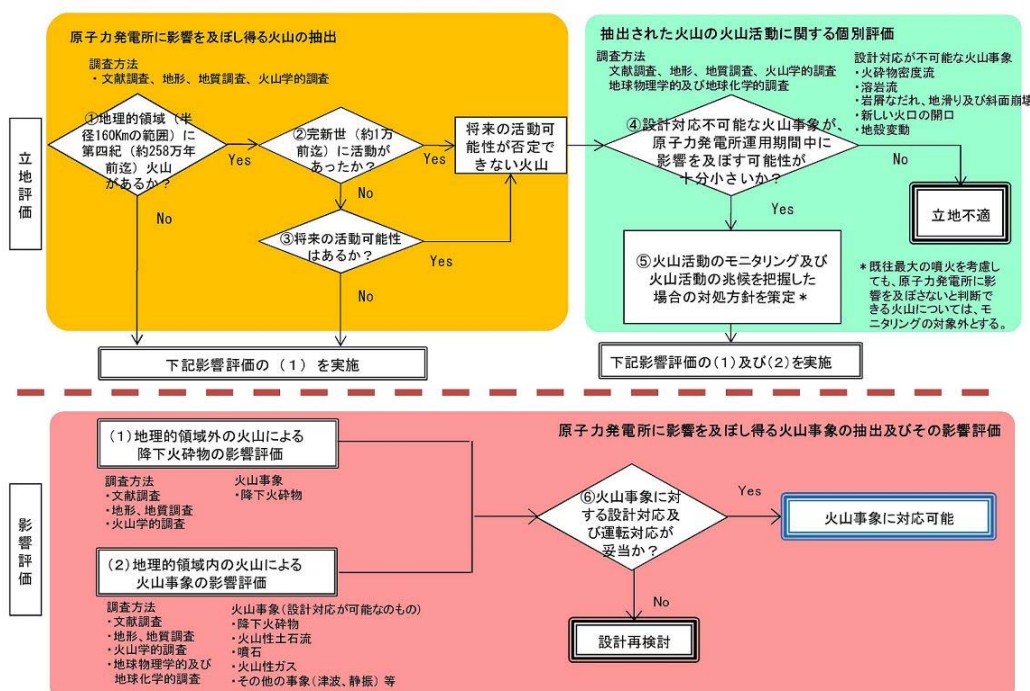 立地評価
原子力発電所に影響を及ぼし得る火山の抽出
調査方法
・文献調査、地形、地質調査、火山学的調査
①地理的領域(半
径160Kmの範囲)に
第四紀(約258万年
前迄)火山
があるか?
Yes
No
②完新世(約1万
前迄)に活動が
あったか?
Yes
No
③将来の活動可能性
はあるか?
Yes
No
将来の活動可
能性が否定で
きない火山
下記影響評価の(1)を実施
抽出された火山の火山活動に関する個別評価
調査方法
文献調査、地形、地質調査、火山学的調査
地球物理学的及び地球化学的調査
設計対応が不可能な火山事象
・火砕物密度流
・溶岩流
・岩屑なだれ、地滑り及び斜面崩壊
・新しい火口の開口
・地殻変動
④設計対応不可能な火山事象が、
原子力発電所運用期間中に
影響を及ぼす可能性が
十分小さいか?
No
Yes
立地不適
⑤火山活動のモニタリング及び
火山活動の兆候を把握した
場合の対処方針を策定*
*既往最大の噴火を考慮し
ても、原子力発電所に影
響を及ぼさないと判断で
きる火山については、モ
ニタリングの対象外とする。
下記影響評価の(1)及び(2)を実施
影響評価
原子力発電所に影響を及ぼし得る火山事象の抽出及びその影響評価
(1)地理的領域外の火山による
降下火砕物の影響評価
調査方法
・文献調査
・地形、地質調査
・火山学的調査
火山事象
・降下火砕物
(2)地理的領域内の火山による
火山事象の影響評価
調査方法
・文献調査
・地形、地質調査
・火山学的調査
・地球物理学的及び
地球化学的調査
火山事象(設計対応が可能なのもの)
・降下火砕物
・火山性土石流
・噴石
・火山性ガス
・その他の事象(津波、静振)等
⑥火山事象に対
する設計対応及
び運転対応が
妥当か?
Yes
火山事象に対応可能
No
設計再検討